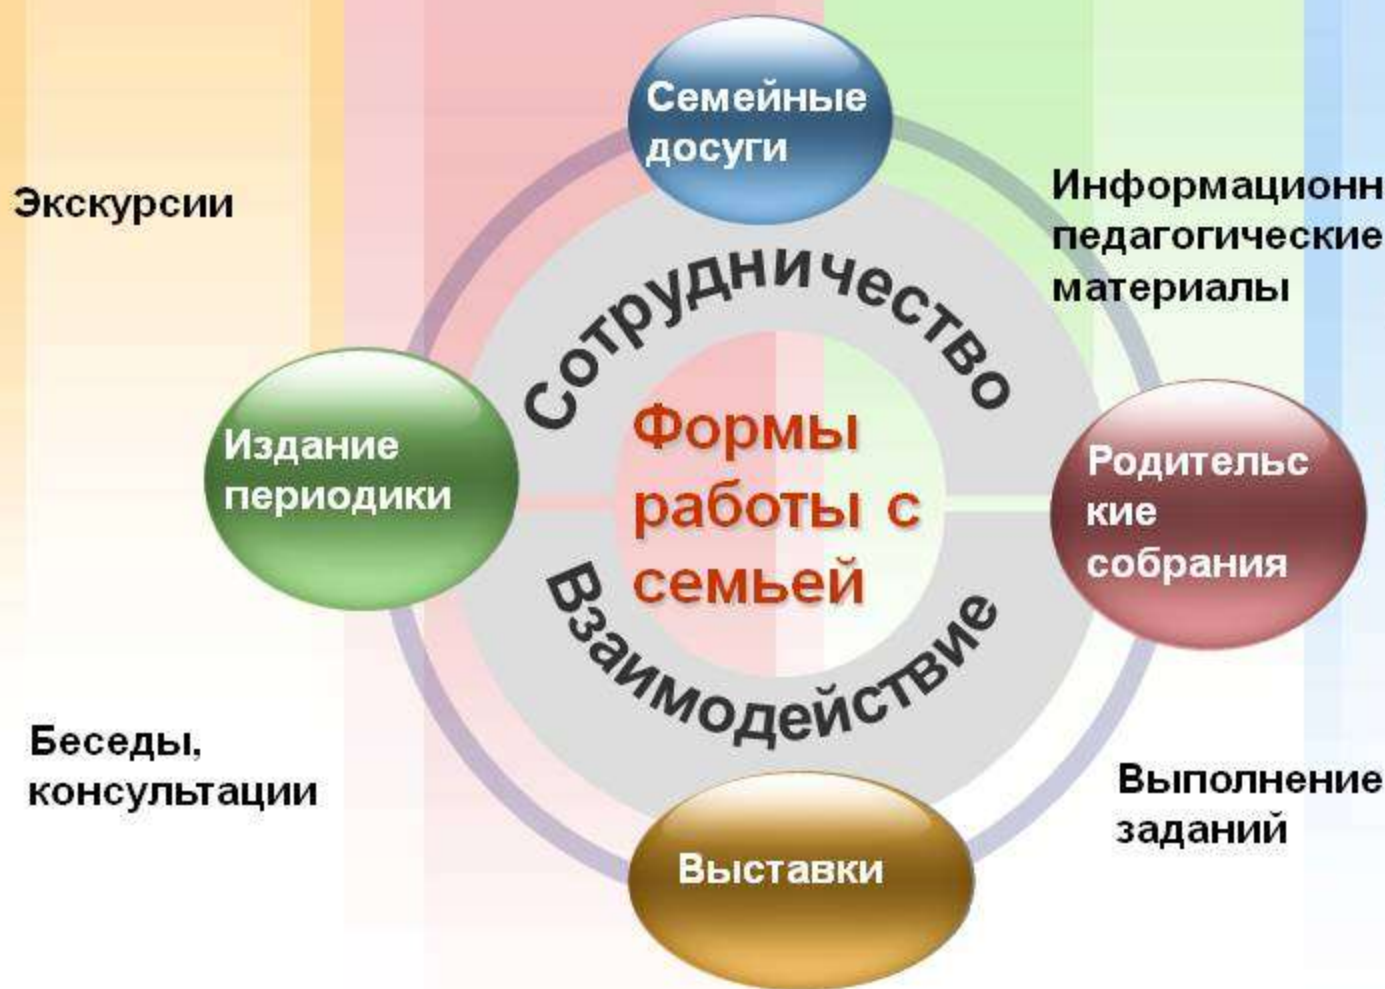 Семейные
досуги
Экскурсии
Информационн
педагогические
материалы
Сотрудничество
Издание
периодики
Формы
работы с
семьей
Родительс
кие
собрания
Взаимодействие
Беседы,
консультации
Выполнение
заданий
Выставки